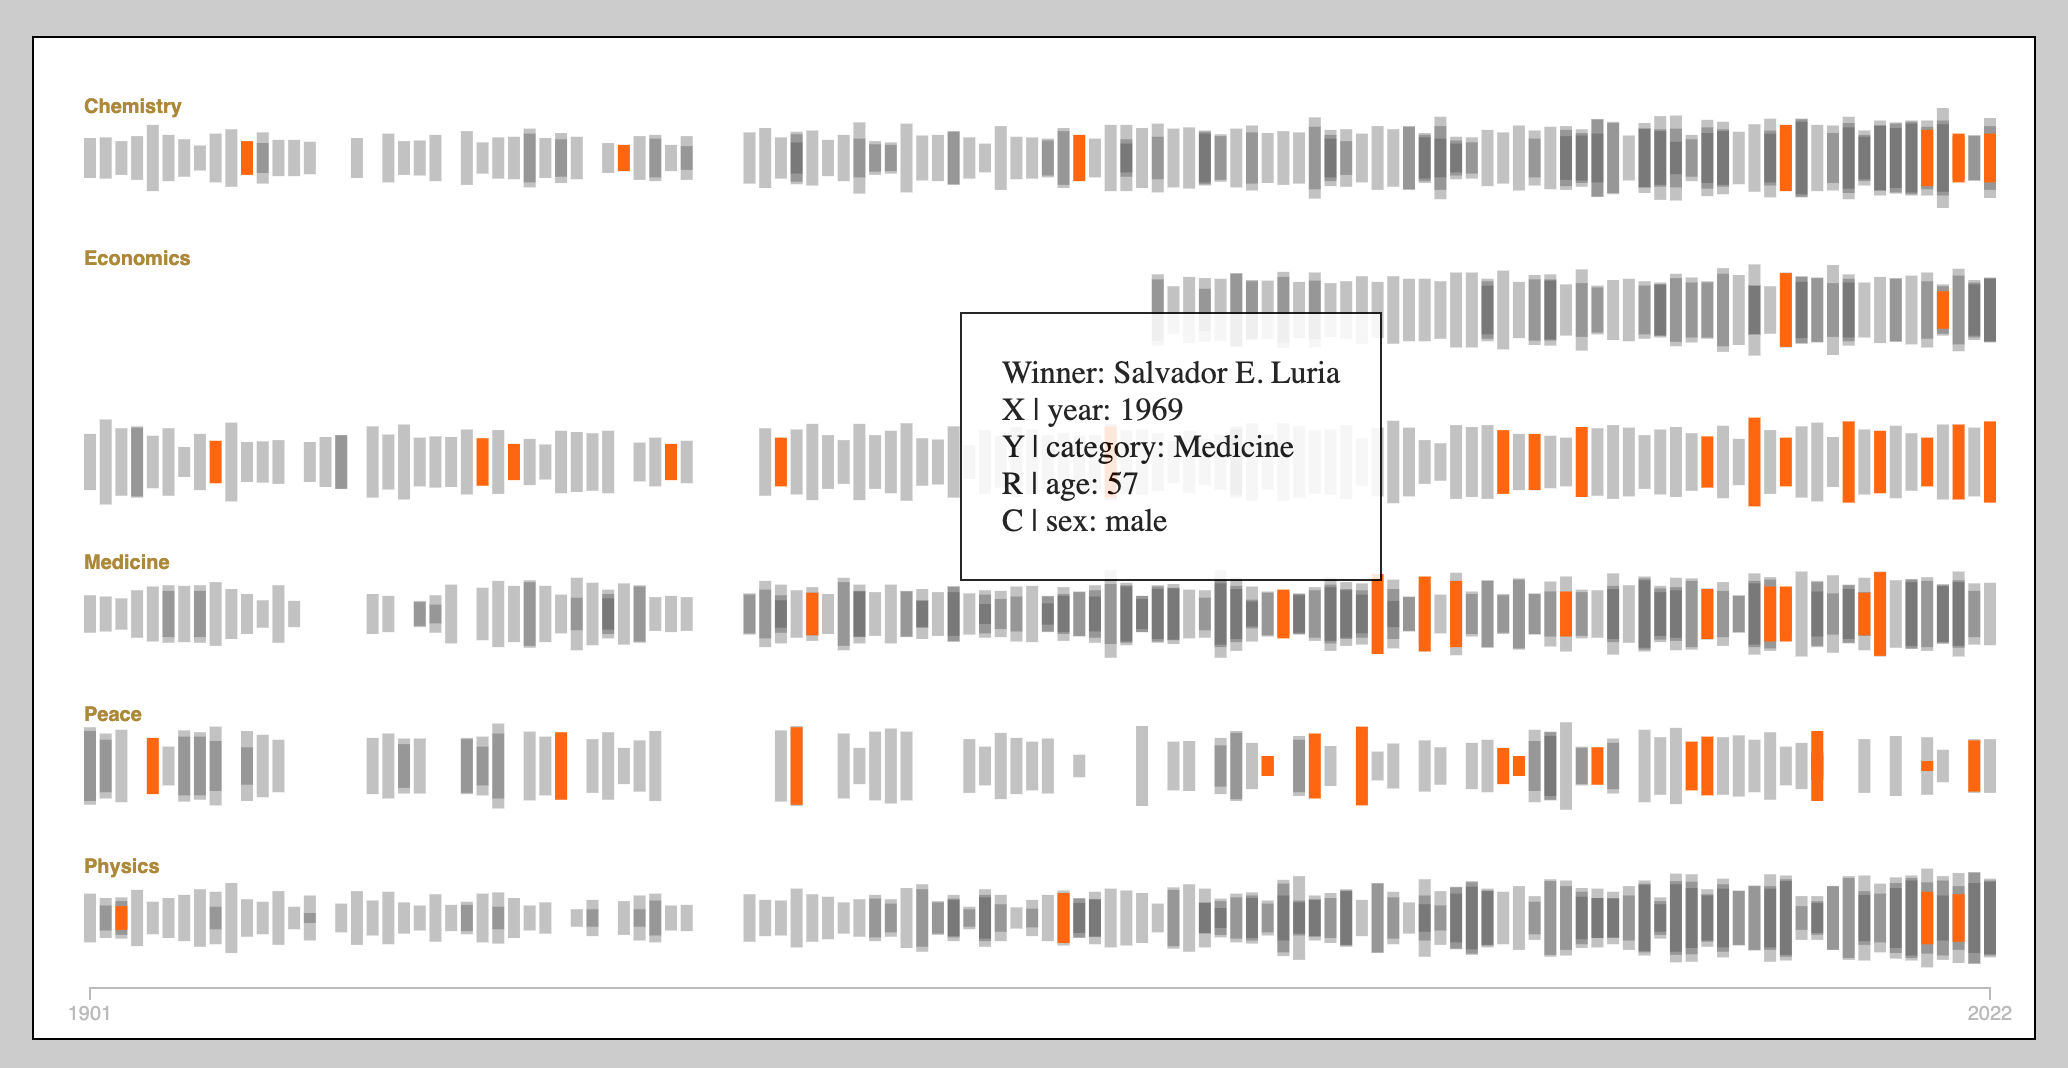 Chemistry
Economics
Winner: Salvador E. Luria
X | year: 1969
Y | category: Medicine
R | age: 57
C | sex: male
Medicine
Peace
Physics
1901
2022